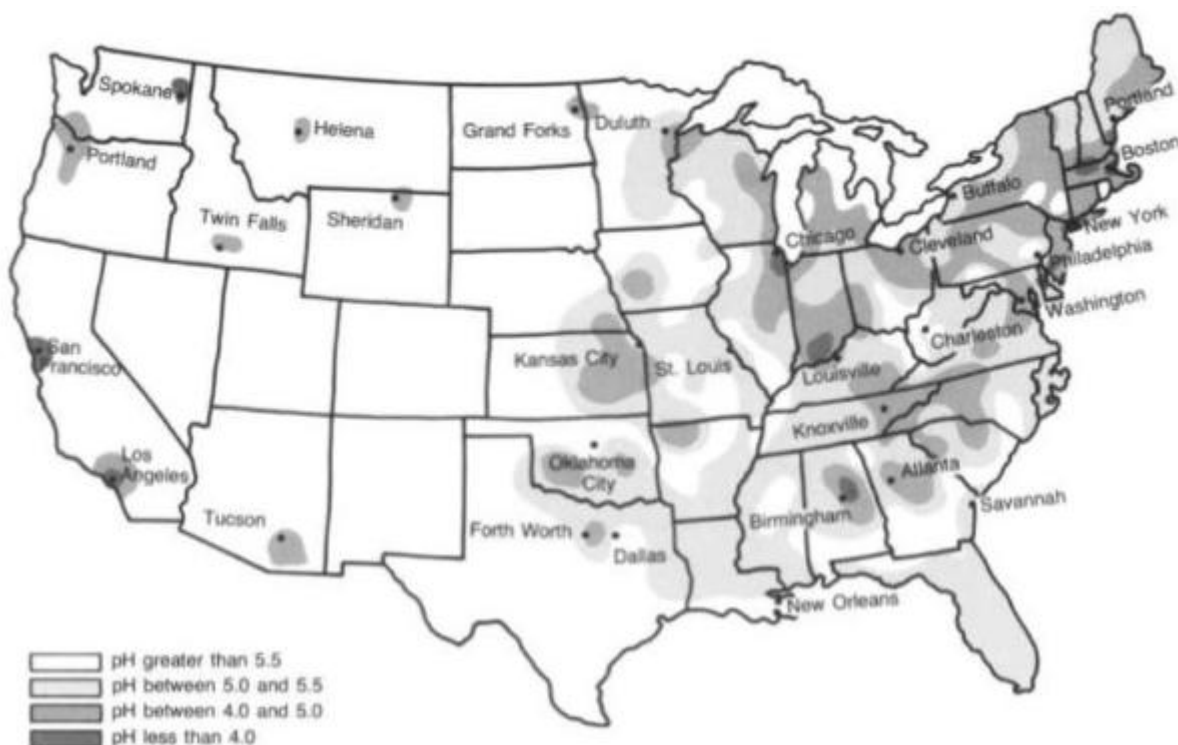 Spokane
Portland
Helena
Grand Forks
Duluth
Portland
Boston
Buffalo
Twin Falls
Sheridan
Chicago
Cleveland
New York
Philadelphia
Washington
San
Francisco
Kansas City
St. Louis
Louisville
Charleston
Knoxville
Los
Angeles
Oklahoma
City
Atlanta
Tucson
Forth Worth
Dallas
Birmingham
Savannah
New Orleans
pH greater than 5.5
pH between 5.0 and 5.5
pH between 4.0 and 5.0
pH less than 4.0